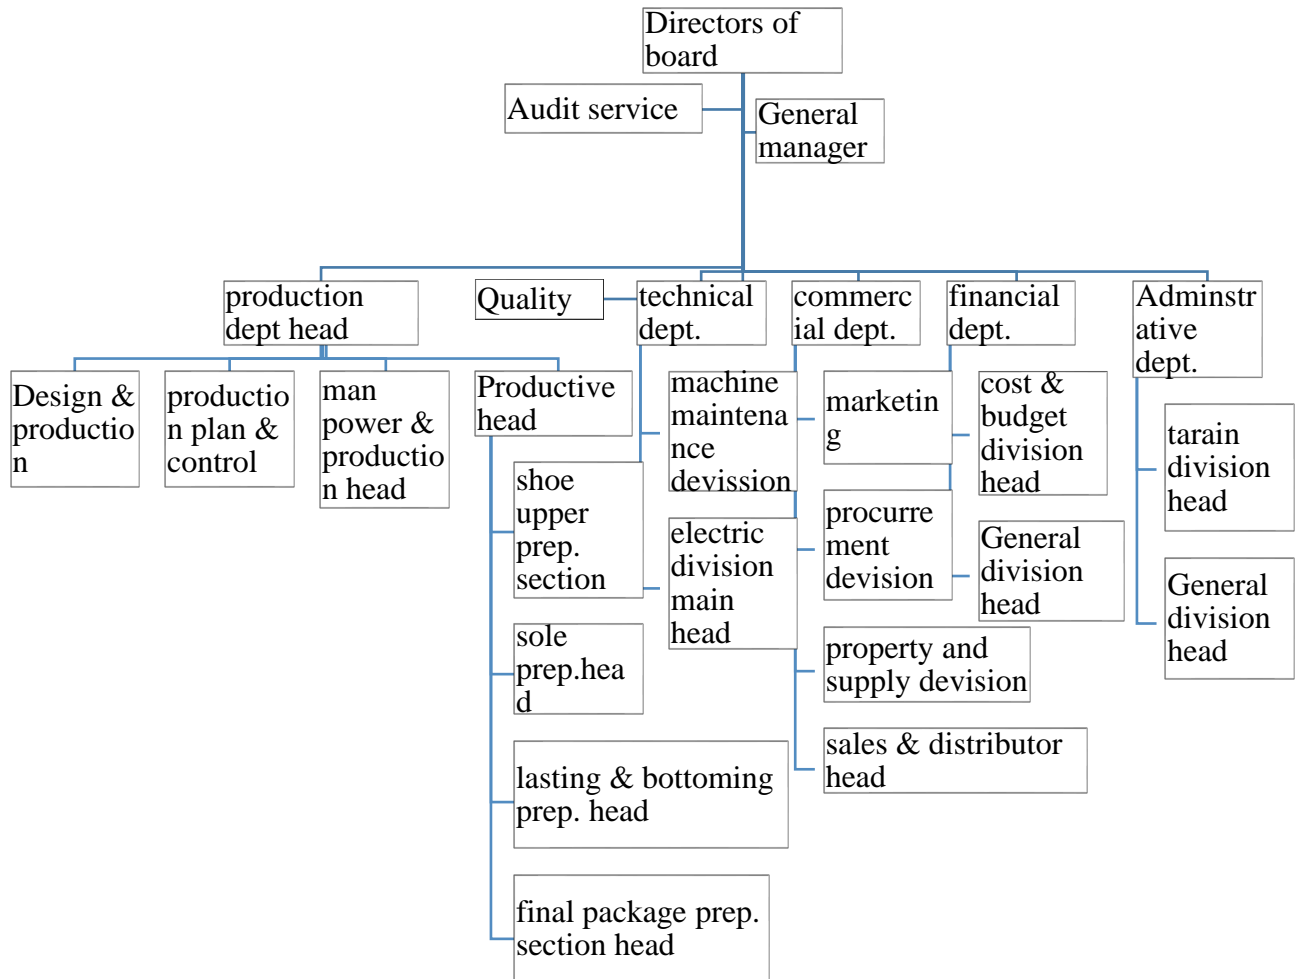 Directors of
board
Audit service
General
manager
production
dept head
Quality
technical
dept.
commerc
ial dept.
financial
dept.
Adminstr
ative
dept.
Design &
productio
n
productio
n plan &
control
man
power &
productio
n head
Productive
head
machine
maintena
nce
devission
marketin
g
cost &
budget
division
head
tarain
division
head
shoe
upper
prep.
section
electric
division
main
head
procurre
ment
devision
General
division
head
General
division
head
sole
prep.hea
d
property and
supply devision
lasting & bottoming
prep. head
sales & distributor
head
final package prep.
section head